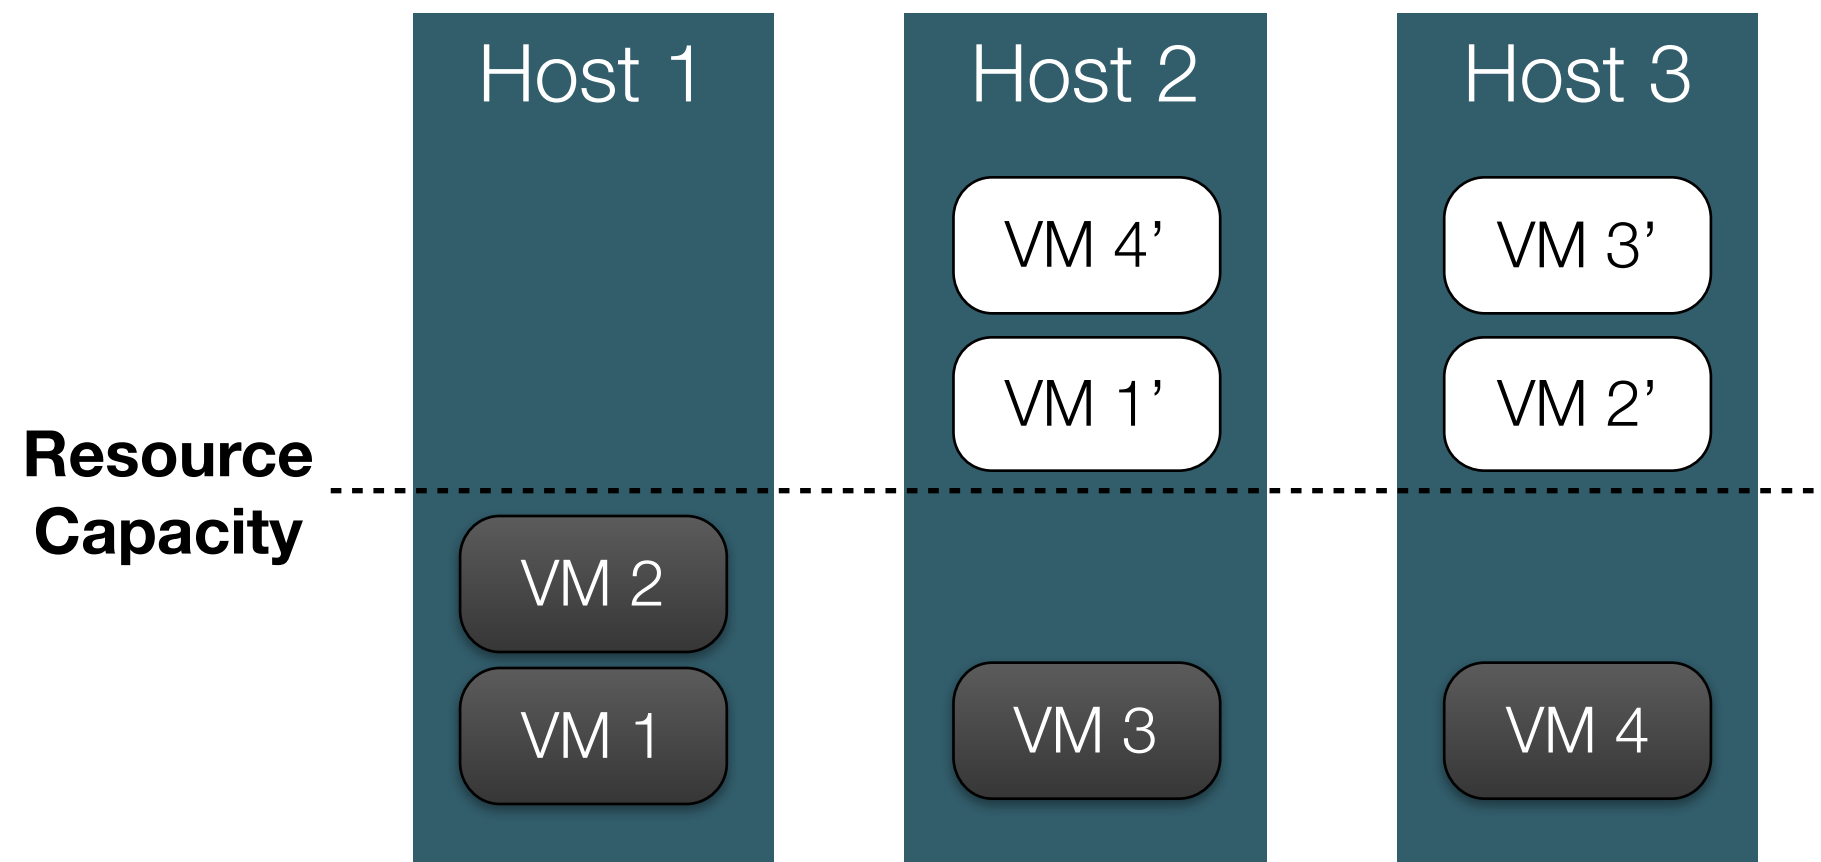 Host 1
Host 2
Host 3
VM 4’
VM 3’
VM 1’
VM 2’
Resource
Capacity
VM 2
VM 1
VM 3
VM 4